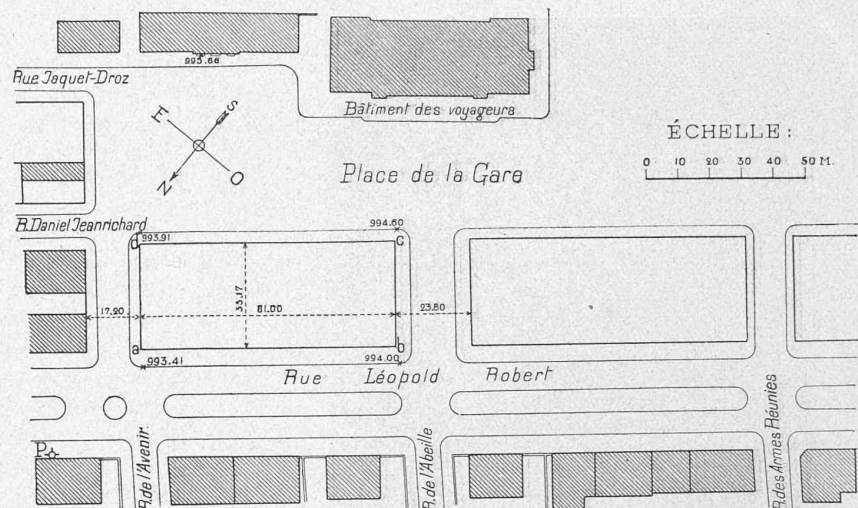 993.66
Rue Jaquet-Droz
Bâtiment des voyageurs.
S
E
N
O
ÉCHELLE :
0 10 20 30 40 50 M.
Place de la Gare
R. Daniel Jeanrichard
d
993.91
994.60
c
33.17
17.20
81.00
23.80
a
b
993.41
994.00
Rue Léopold Robert
P.
R. de l'Avenir.
R. de l'Abeille
R. des Armes Réunies